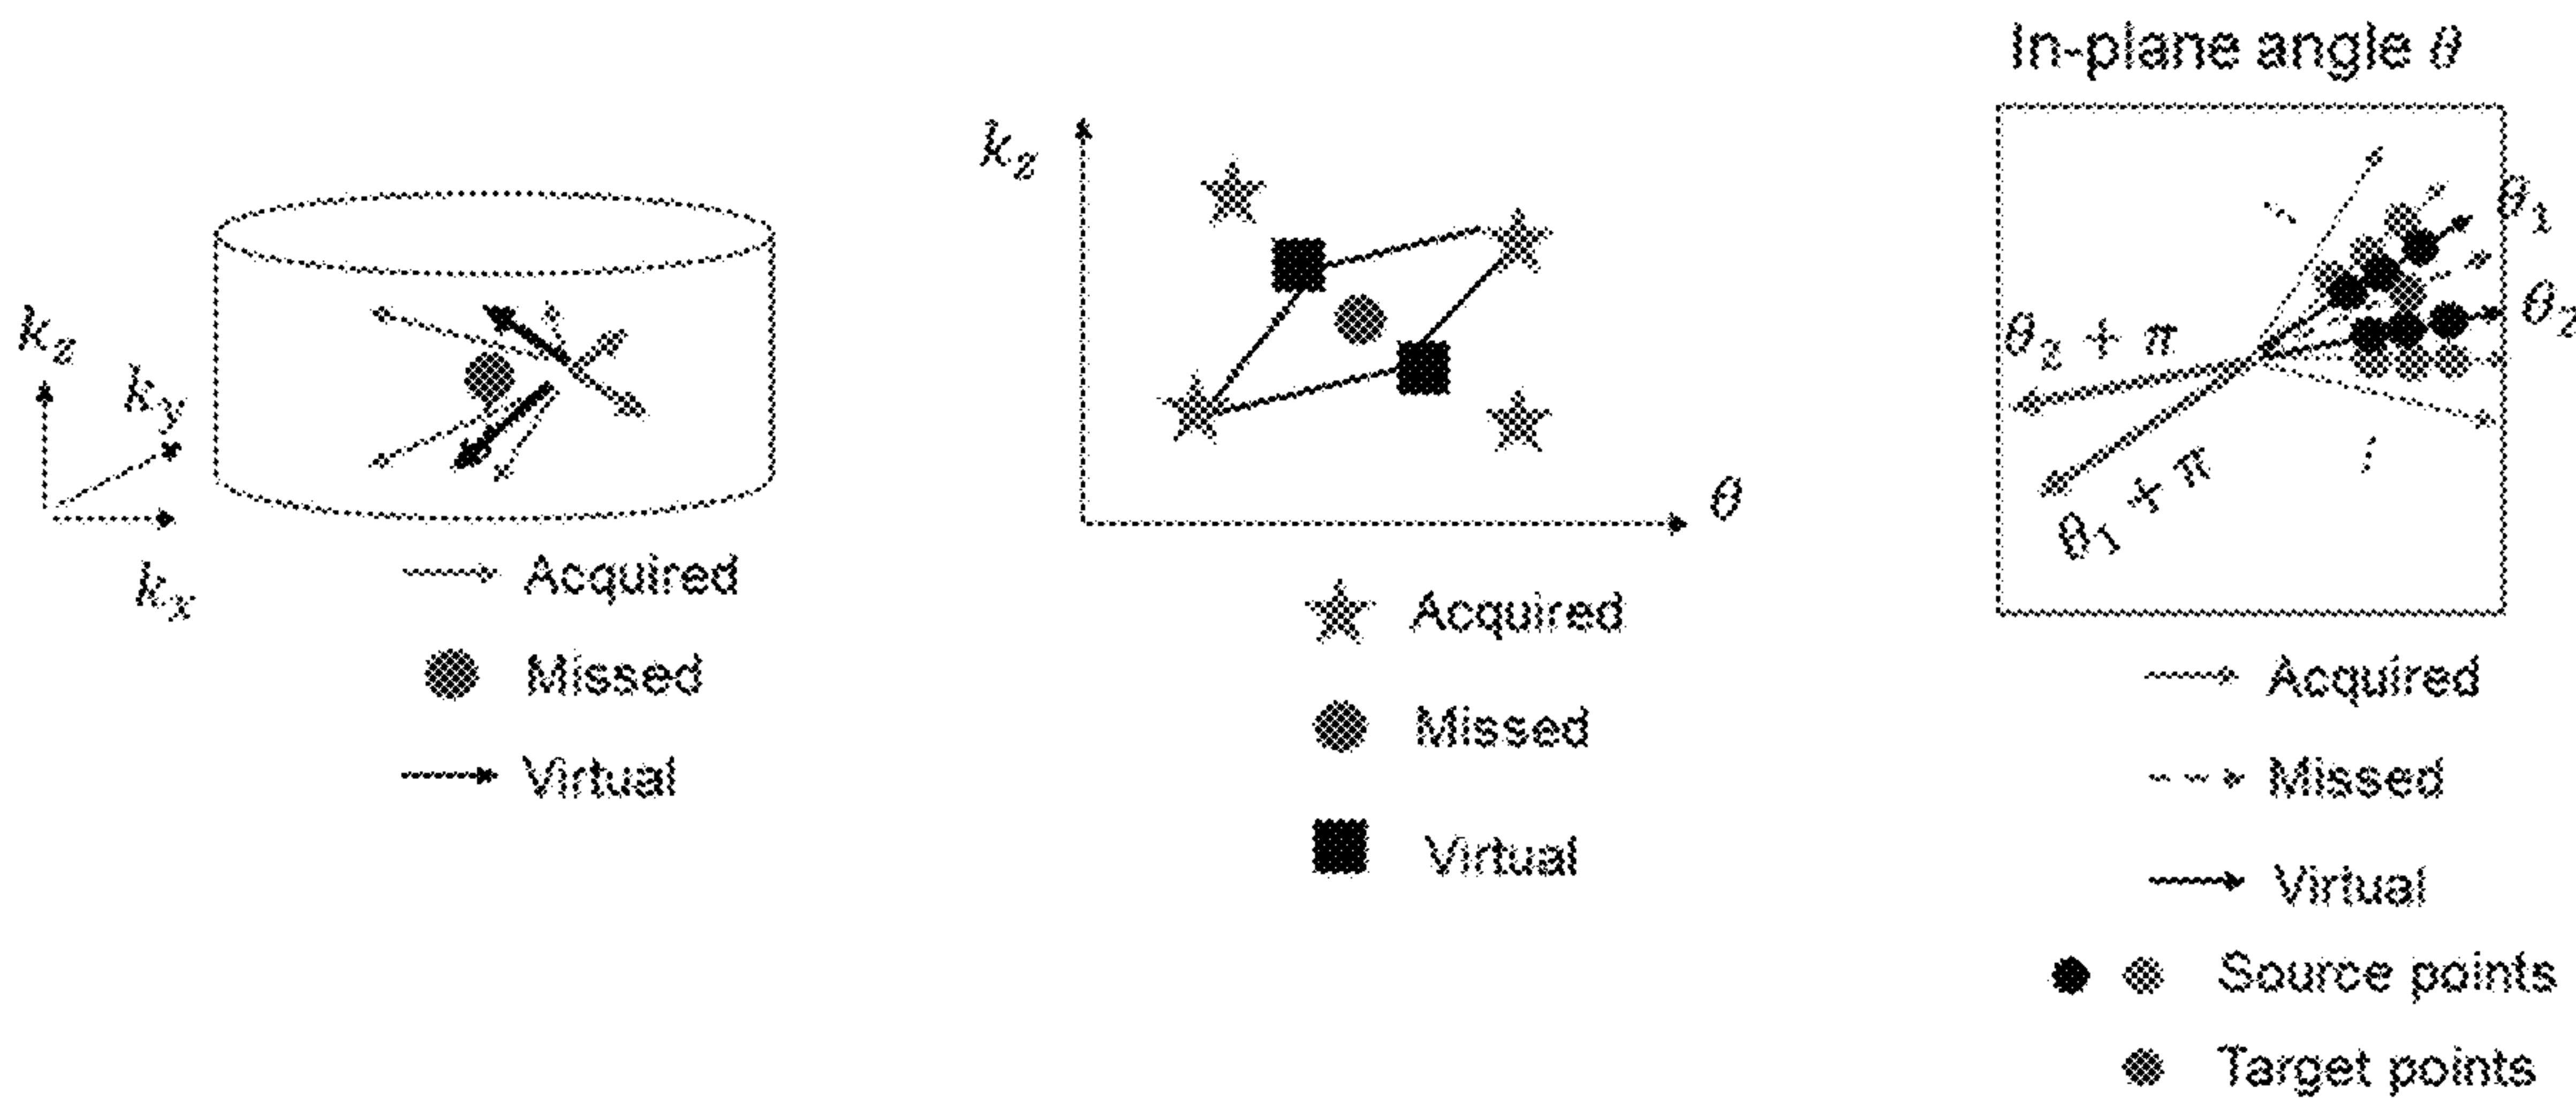 k_z
k_y
k_x
Acquired
Missed
Virtual
k_z
θ
Acquired
Missed
Virtual
In-plane angle θ
θ_1
θ_2
θ_2 + π
θ_1 + π
Acquired
Missed
Virtual
Source points
Target points